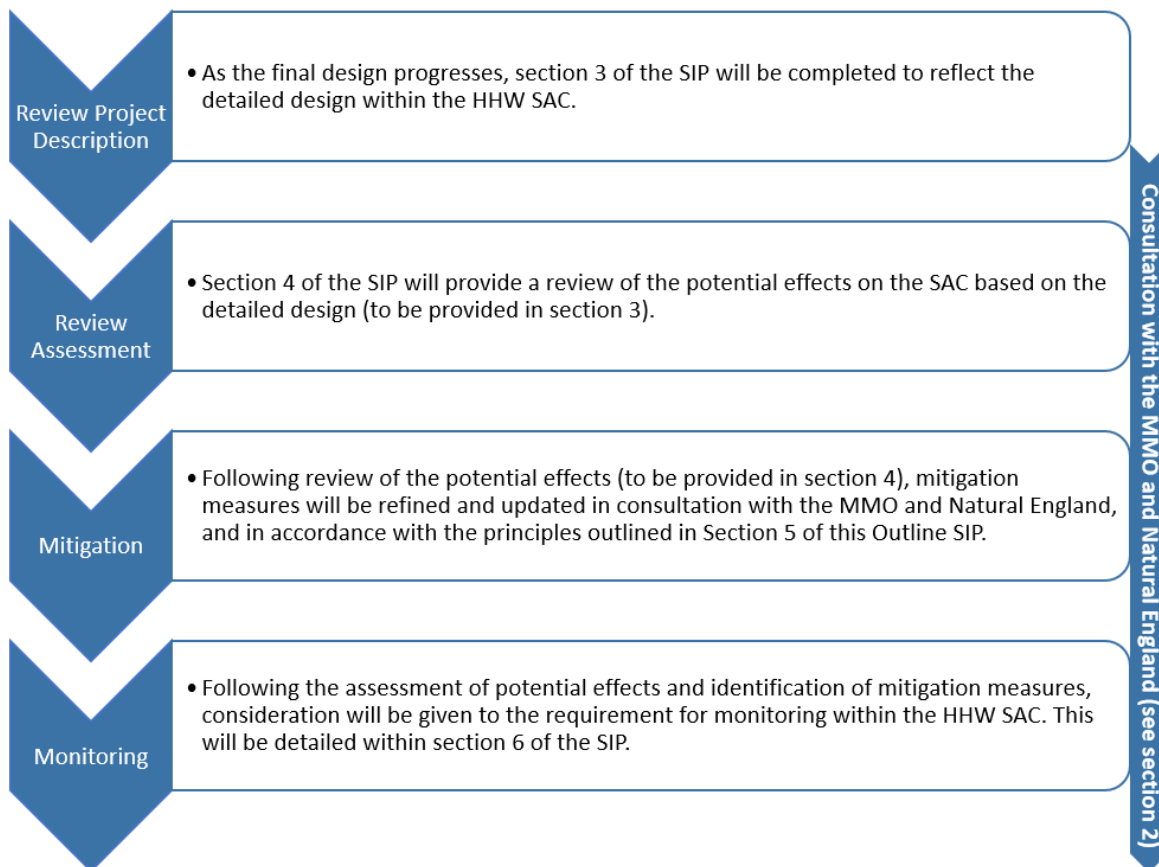 Review Project
Description
• As the final design progresses, section 3 of the SIP will be completed to reflect the
detailed design within the HHW SAC.
Review
Assessment
• Section 4 of the SIP will provide a review of the potential effects on the SAC based on the
detailed design (to be provided in section 3).
Mitigation
• Following review of the potential effects (to be provided in section 4), mitigation
measures will be refined and updated in consultation with the MMO and Natural England,
and in accordance with the principles outlined in Section 5 of this Outline SIP.
Monitoring
• Following the assessment of potential effects and identification of mitigation measures,
consideration will be given to the requirement for monitoring within the HHW SAC. This
will be detailed within section 6 of the SIP.
Consultation with the MMO and Natural England (see section 2)